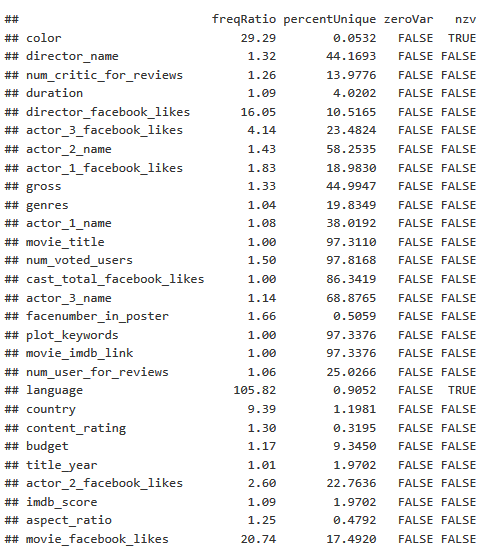 ##                           freqRatio percentUnique zeroVar   nzv
## color                         29.29        0.0532   FALSE  TRUE
## director_name                  1.32       44.1693   FALSE FALSE
## num_critic_for_reviews         1.26       13.9776   FALSE FALSE
## duration                       1.09        4.0202   FALSE FALSE
## director_facebook_likes       16.05       10.5165   FALSE FALSE
## actor_3_facebook_likes         4.14       23.4824   FALSE FALSE
## actor_2_name                   1.43       58.2535   FALSE FALSE
## actor_1_facebook_likes         1.83       18.9830   FALSE FALSE
## gross                          1.33       44.9947   FALSE FALSE
## genres                         1.04       19.8349   FALSE FALSE
## actor_1_name                   1.08       38.0192   FALSE FALSE
## movie_title                    1.00       97.3110   FALSE FALSE
## num_voted_users                1.50       97.8168   FALSE FALSE
## cast_total_facebook_likes      1.00       86.3419   FALSE FALSE
## actor_3_name                   1.14       68.8765   FALSE FALSE
## facenumber_in_poster           1.66        0.5059   FALSE FALSE
## plot_keywords                  1.00       97.3376   FALSE FALSE
## movie_imdb_link                1.00       97.3376   FALSE FALSE
## num_user_for_reviews           1.06       25.0266   FALSE FALSE
## language                     105.82        0.9052   FALSE  TRUE
## country                        9.39        1.1981   FALSE FALSE
## content_rating                 1.30        0.3195   FALSE FALSE
## budget                         1.17        9.3450   FALSE FALSE
## title_year                     1.01        1.9702   FALSE FALSE
## actor_2_facebook_likes         2.60       22.7636   FALSE FALSE
## imdb_score                     1.09        1.9702   FALSE FALSE
## aspect_ratio                   1.25        0.4792   FALSE FALSE
## movie_facebook_likes          20.74       17.4920   FALSE FALSE